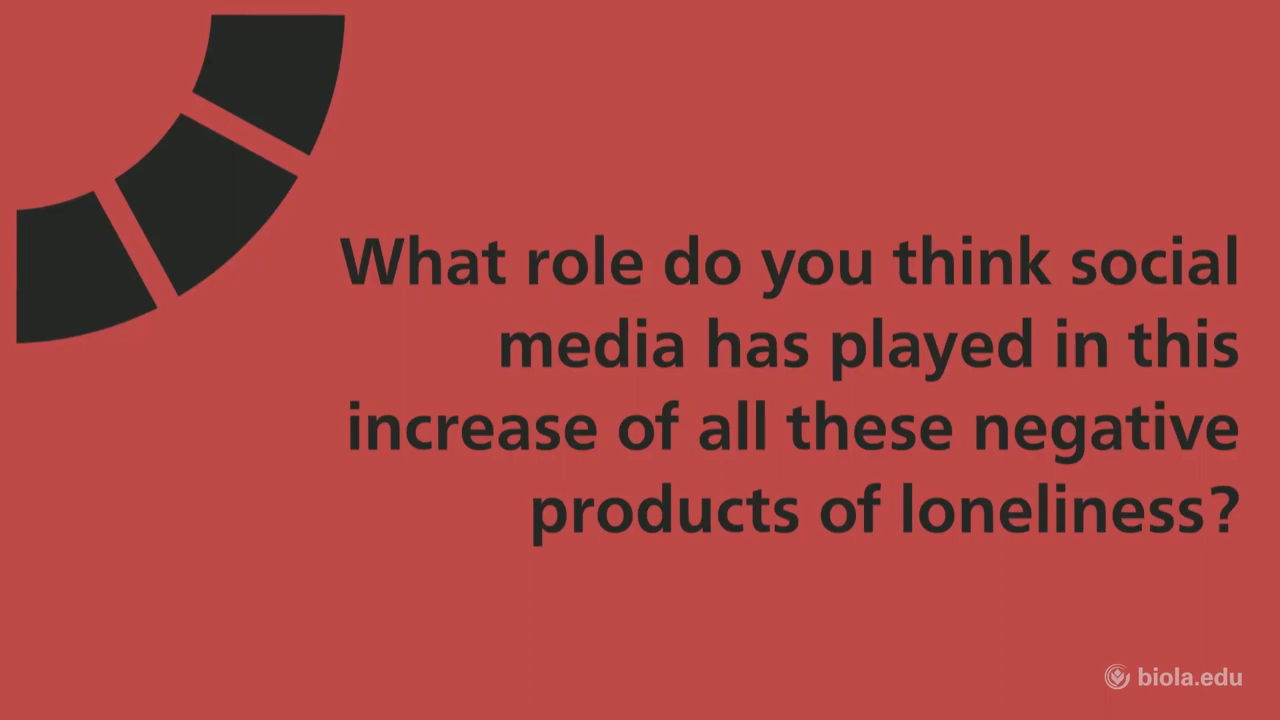 What role do you think social
media has played in this
increase of all these negative
products of loneliness?
biola.edu